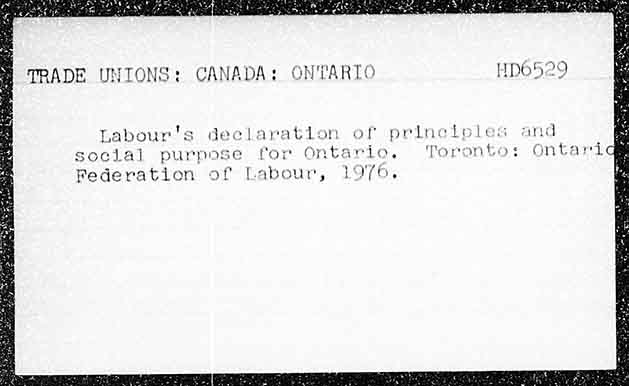 TRADE UNIONS: CANADA: ONTARIO HD6529
Labour's declaration of principles and
social purpose for Ontario. Toronto: Ontario
Federation of Labour, 1976.